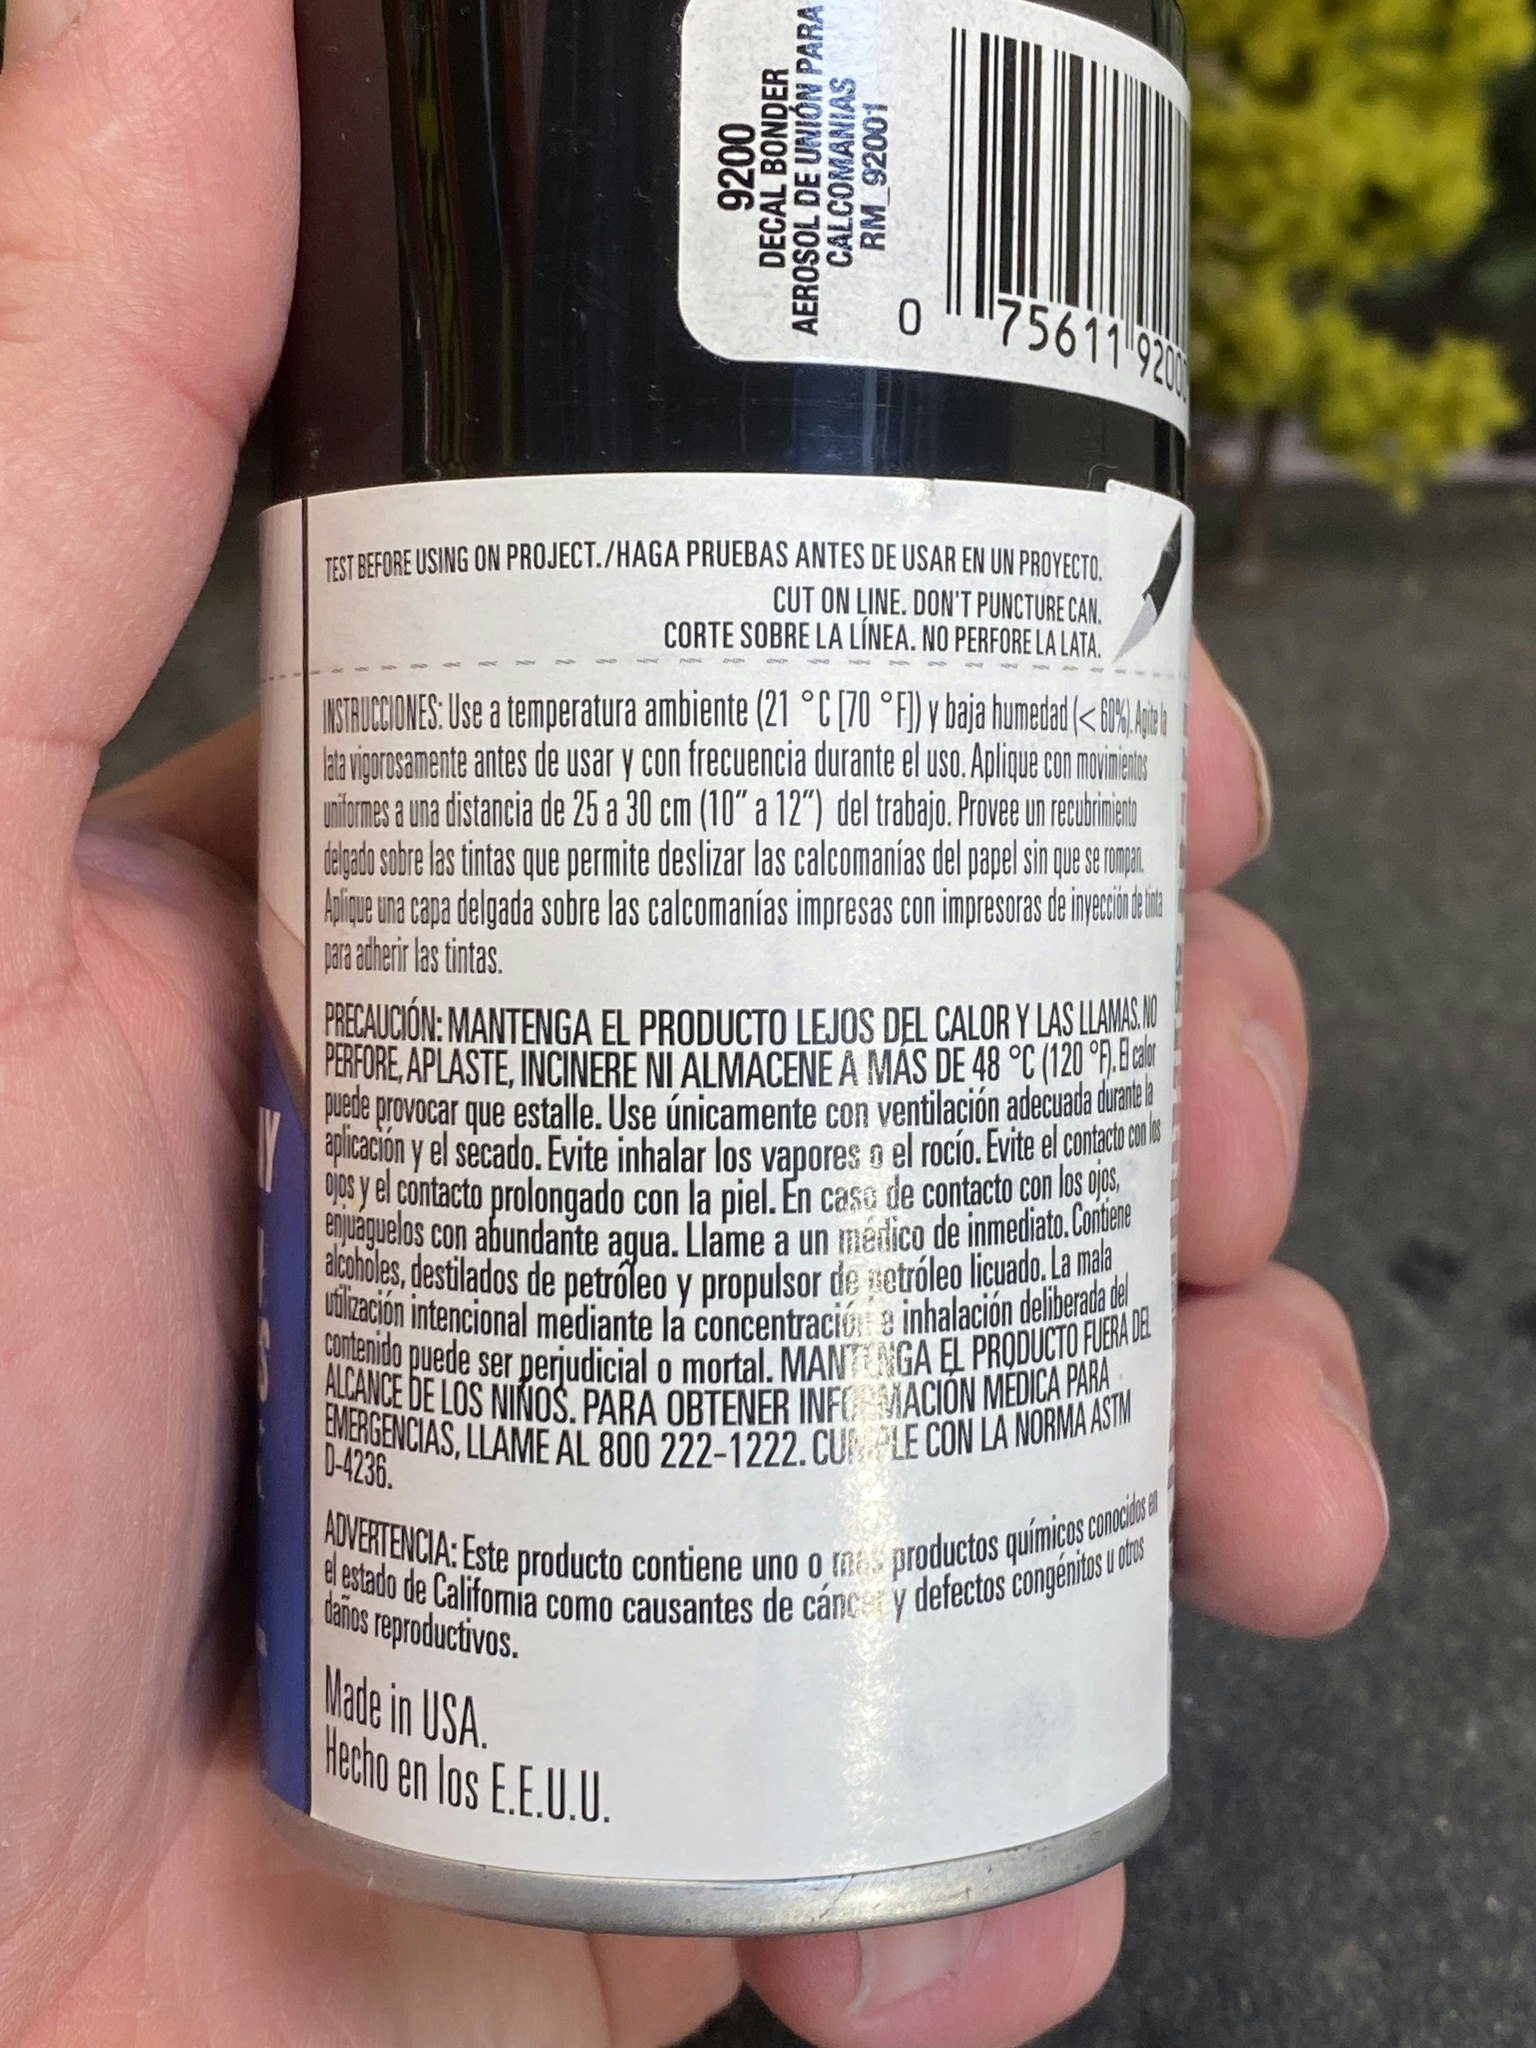 9200
DECAL BONDER
AEROSOL DE UNIÓN PARA
CALCOMANIAS
RM_92001
0 75611 9200
TEST BEFORE USING ON PROJECT./HAGA PRUEBAS ANTES DE USAR EN UN PROYECTO.
CUT ON LINE. DON'T PUNCTURE CAN.
CORTE SOBRE LA LÍNEA. NO PERFORE LA LATA.
INSTRUCCIONES: Use a temperatura ambiente (21 °C [70 °F]) y baja humedad (< 60%). Agite la
lata vigorosamente antes de usar y con frecuencia durante el uso. Aplique con movimientos
uniformes a una distancia de 25 a 30 cm (10" a 12") del trabajo. Provee un recubrimiento
delgado sobre las tintas que permite deslizar las calcomanías del papel sin que se rompan.
Aplique una capa delgada sobre las calcomanías impresas con impresoras de inyección de tinta
para adherir las tintas.
PRECAUCIÓN: MANTENGA EL PRODUCTO LEJOS DEL CALOR Y LAS LLAMAS. NO
PERFORE, APLASTE, INCINERE NI ALMACENE A MÁS DE 48 °C (120 °F). El calor
puede provocar que estalle. Use únicamente con ventilación adecuada durante la
aplicación y el secado. Evite inhalar los vapores o el rocío. Evite el contacto con los
ojos y el contacto prolongado con la piel. En caso de contacto con los ojos,
enjuáguelos con abundante agua. Llame a un médico de inmediato. Contiene
alcoholes, destilados de petróleo y propulsor de petróleo licuado. La mala
utilización intencional mediante la concentración e inhalación deliberada del
contenido puede ser perjudicial o mortal. MANTENGA EL PRODUCTO FUERA DEL
ALCANCE DE LOS NIÑOS. PARA OBTENER INFORMACIÓN MÉDICA PARA
EMERGENCIAS, LLAME AL 800 222-1222. CUMPLE CON LA NORMA ASTM
D-4236.
ADVERTENCIA: Este producto contiene uno o más productos químicos conocidos en
el estado de California como causantes de cáncer y defectos congénitos u otros
daños reproductivos.
Made in USA.
Hecho en los E.E.U.U.